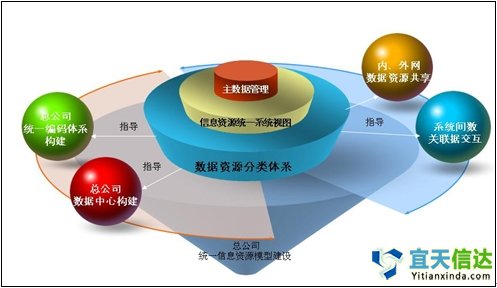 主数据管理
信息资源统一系统视图
数据资源分类体系
内、外网
数据资源共享
系统间数
关联据交互
总公司
统一编码体系
构建
总公司
数据中心构建
指导
指导
指导
总公司
统一信息资源模型建设
宜天信达
Yitianxinda.com